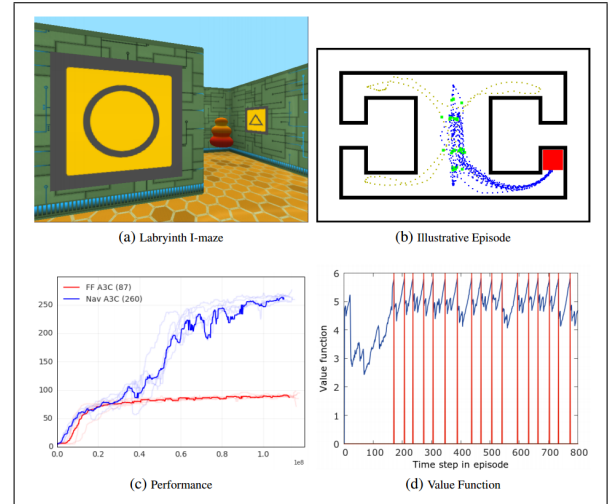 (a) Labryinth I-maze
(b) Illustrative Episode
FF A3C (87)
Nav A3C (260)
250
200
150
100
50
0
0.0 0.2 0.4 0.6 0.8 1.0
1e8
(c) Performance
Value function
6
5
4
3
2
1
0
0 100 200 300 400 500 600 700 800
Time step in episode
(d) Value Function